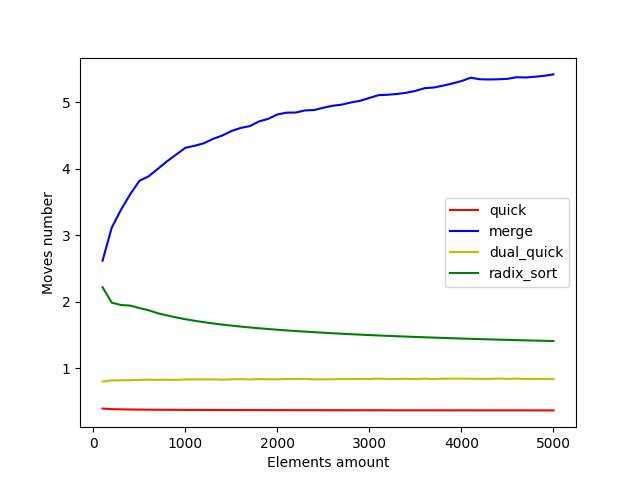 5
4
3
2
1
Moves number
quick
merge
dual_quick
radix_sort
0 1000 2000 3000 4000 5000
Elements amount